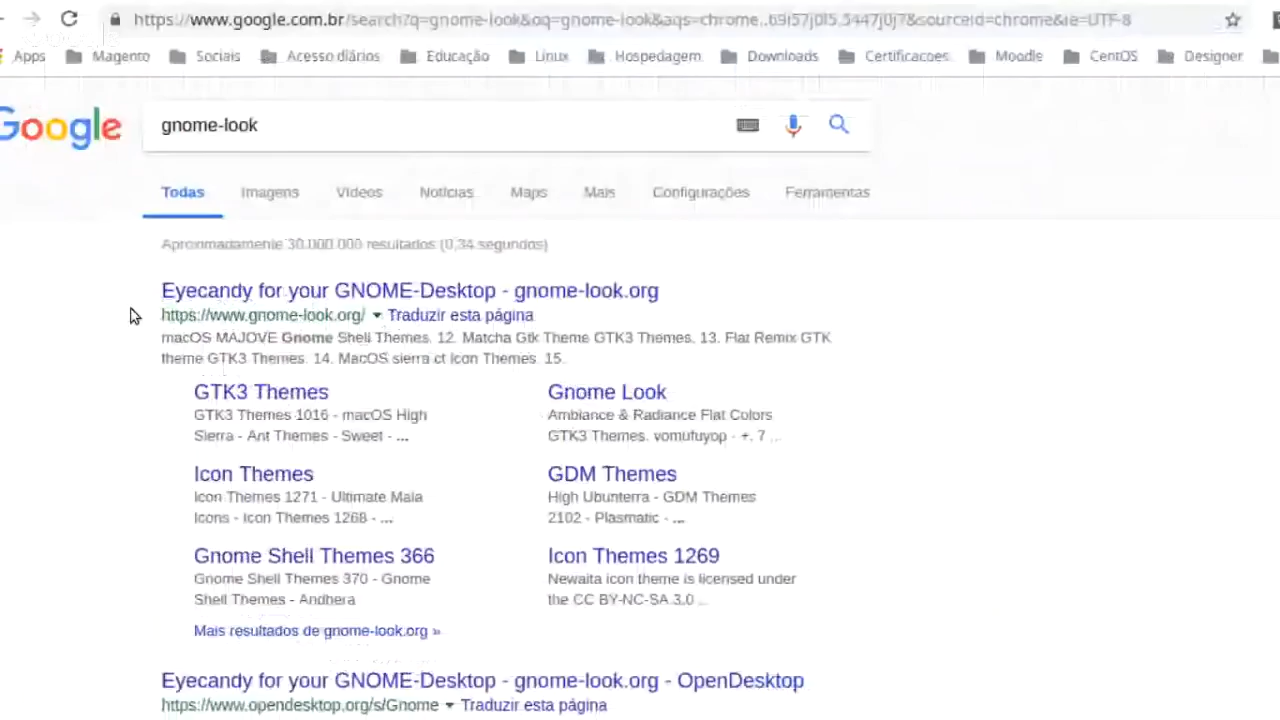 https://www.google.com.br/search?q=gnome-look&oq=gnome-look&aqs=chrome..69i57j0l5.5447j0j7&sourceid=chrome&ie=UTF-8
Apps Magento Sociais Acesso diários Educação Linux Hospedagem Downloads Certificacoes Moodle CentOS Designer
Google gnome-look
Todas Imagens Vídeos Notícias Maps Mais Configurações Ferramentas
Aproximadamente 30.000.000 resultados (0,34 segundos)
Eyecandy for your GNOME-Desktop - gnome-look.org
https://www.gnome-look.org/ Traduzir esta página
macOS MAJOVE Gnome Shell Themes. 12. Matcha Gtk Theme GTK3 Themes. 13. Flat Remix GTK
theme GTK3 Themes. 14. MacOS sierra ct Icon Themes. 15.
GTK3 Themes
GTK3 Themes 1016 - macOS High
Sierra - Ant Themes - Sweet - ...
Gnome Look
Ambiance & Radiance Flat Colors
GTK3 Themes. vomufuyop · +. 7 ...
Icon Themes
Icon Themes 1271 - Ultimate Maia
Icons - Icon Themes 1268 - ...
GDM Themes
High Ubunterra - GDM Themes
2102 - Plasmatic - ...
Gnome Shell Themes 366
Gnome Shell Themes 370 - Gnome
Shell Themes - Andhera
Icon Themes 1269
Newaita icon theme is licensed under
the CC BY-NC-SA 3.0 ...
Mais resultados de gnome-look.org »
Eyecandy for your GNOME-Desktop - gnome-look.org - OpenDesktop
https://www.opendesktop.org/s/Gnome Traduzir esta página